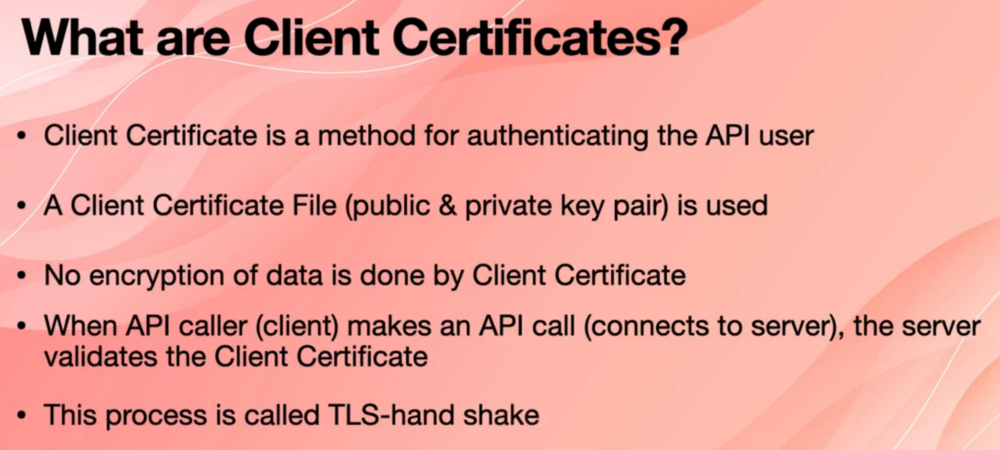 What are Client Certificates?
• Client Certificate is a method for authenticating the API user
• A Client Certificate File (public & private key pair) is used
• No encryption of data is done by Client Certificate
• When API caller (client) makes an API call (connects to server), the server
validates the Client Certificate
• This process is called TLS-hand shake